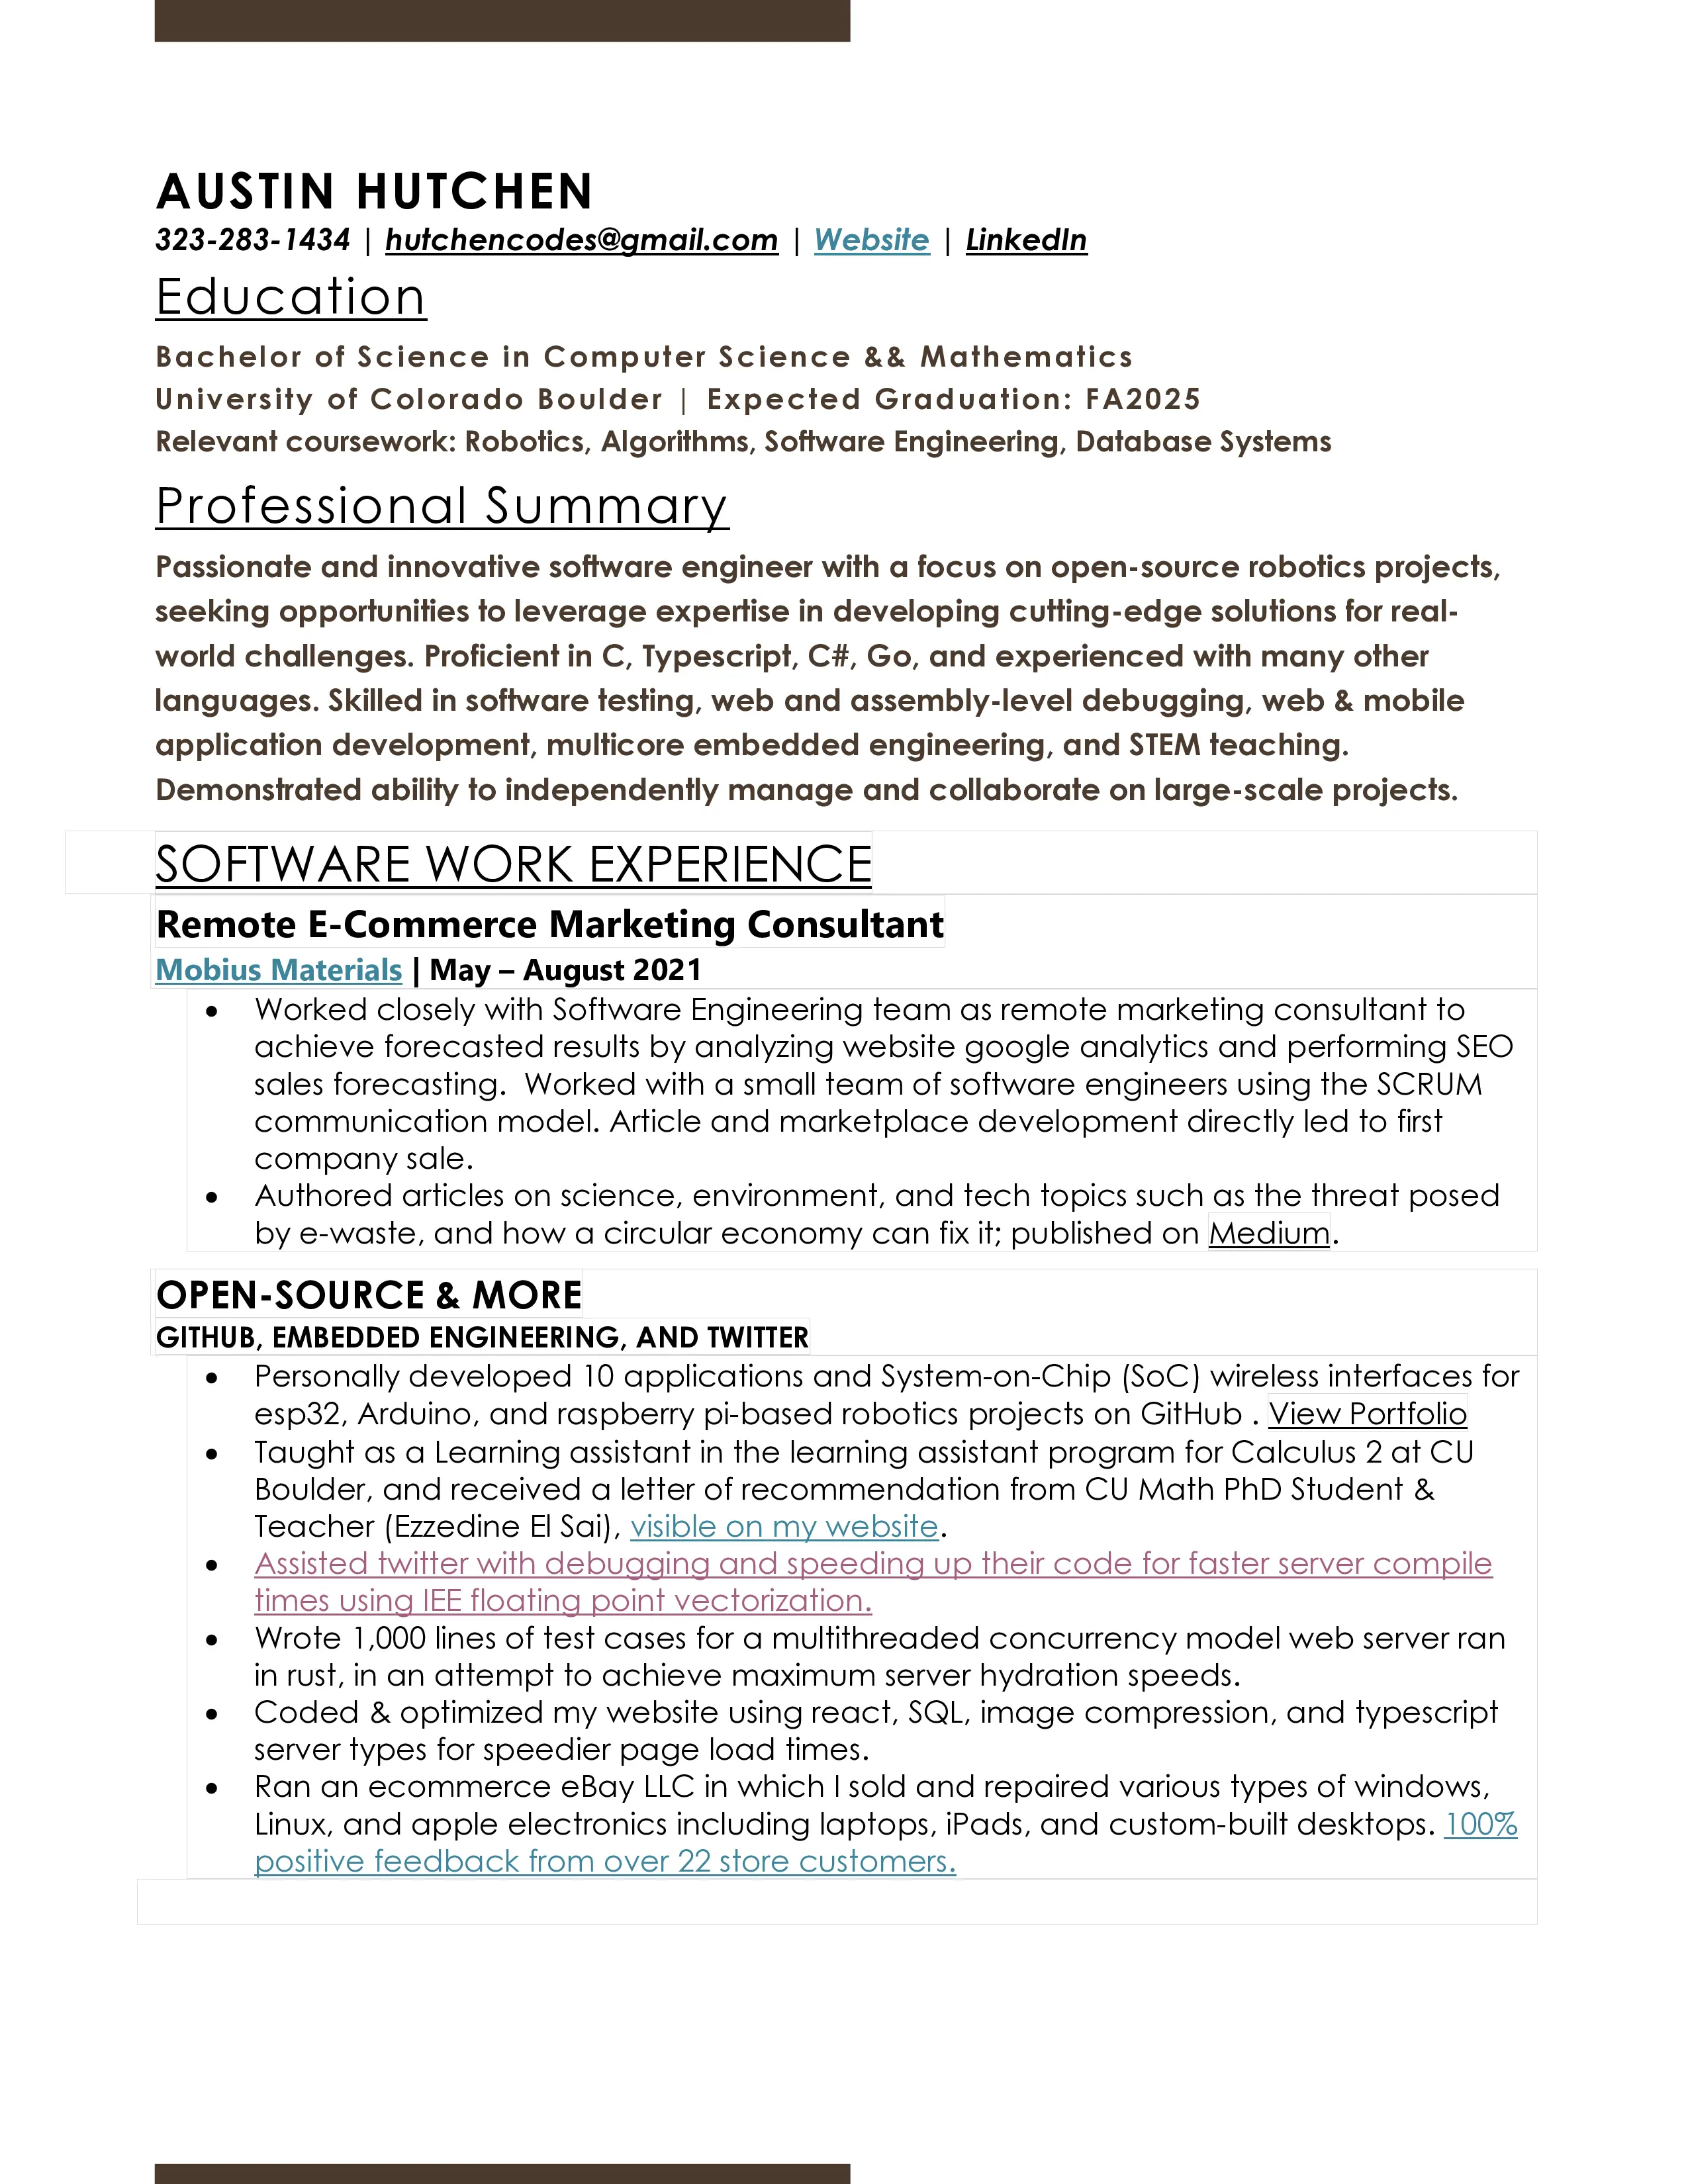 AUSTIN HUTCHEN
323-283-1434 | hutchencodes@gmail.com | Website | LinkedIn
Education
Bachelor of Science in Computer Science && Mathematics
University of Colorado Boulder | Expected Graduation: FA2025
Relevant coursework: Robotics, Algorithms, Software Engineering, Database Systems
Professional Summary
Passionate and innovative software engineer with a focus on open-source robotics projects,
seeking opportunities to leverage expertise in developing cutting-edge solutions for real-
world challenges. Proficient in C, Typescript, C#, Go, and experienced with many other
languages. Skilled in software testing, web and assembly-level debugging, web & mobile
application development, multicore embedded engineering, and STEM teaching.
Demonstrated ability to independently manage and collaborate on large-scale projects.
SOFTWARE WORK EXPERIENCE
Remote E-Commerce Marketing Consultant
Mobius Materials | May – August 2021
• Worked closely with Software Engineering team as remote marketing consultant to
achieve forecasted results by analyzing website google analytics and performing SEO
sales forecasting.  Worked with a small team of software engineers using the SCRUM
communication model. Article and marketplace development directly led to first
company sale.
• Authored articles on science, environment, and tech topics such as the threat posed
by e-waste, and how a circular economy can fix it; published on Medium.
OPEN-SOURCE & MORE
GITHUB, EMBEDDED ENGINEERING, AND TWITTER
• Personally developed 10 applications and System-on-Chip (SoC) wireless interfaces for
esp32, Arduino, and raspberry pi-based robotics projects on GitHub . View Portfolio
• Taught as a Learning assistant in the learning assistant program for Calculus 2 at CU
Boulder, and received a letter of recommendation from CU Math PhD Student &
Teacher (Ezzedine El Sai), visible on my website.
• Assisted twitter with debugging and speeding up their code for faster server compile
times using IEE floating point vectorization.
• Wrote 1,000 lines of test cases for a multithreaded concurrency model web server ran
in rust, in an attempt to achieve maximum server hydration speeds.
• Coded & optimized my website using react, SQL, image compression, and typescript
server types for speedier page load times.
• Ran an ecommerce eBay LLC in which I sold and repaired various types of windows,
Linux, and apple electronics including laptops, iPads, and custom-built desktops. 100%
positive feedback from over 22 store customers.